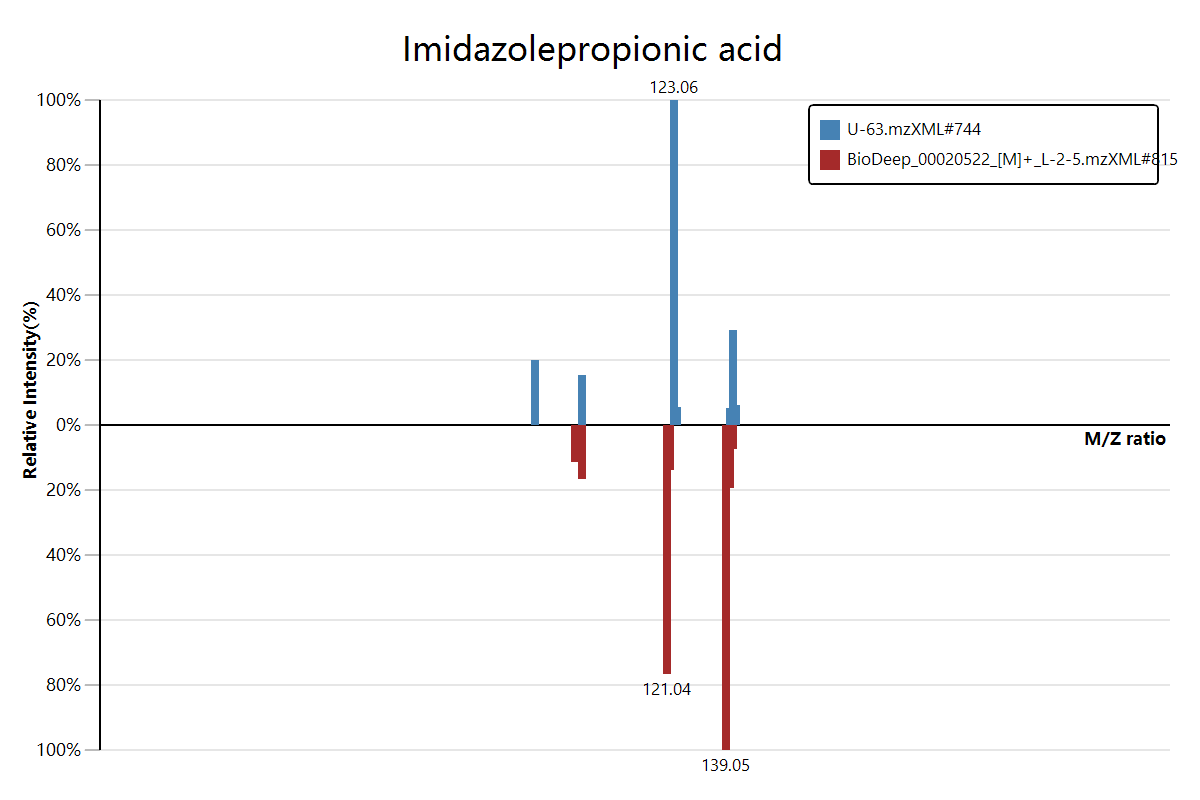 Imidazolepropionic acid
123.06
100%
U-63.mzXML#744
BioDeep_00020522_[M]+_L-2-5.mzXML#815
80%
60%
40%
20%
0%
M/Z ratio
Relative Intensity(%)
20%
40%
60%
80%
121.04
100%
139.05